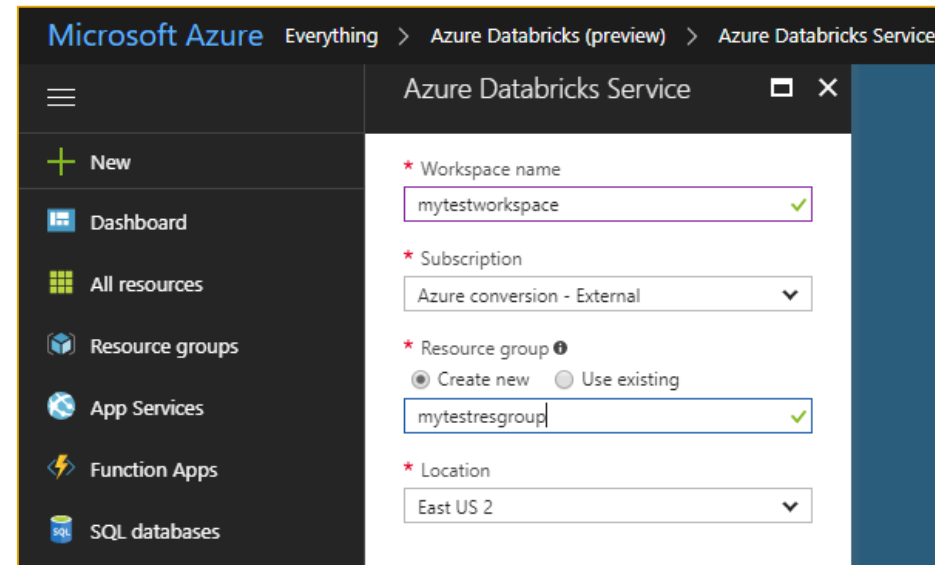 Microsoft Azure Everything > Azure Databricks (preview) > Azure Databricks Service
Azure Databricks Service
New
Dashboard
All resources
Resource groups
App Services
Function Apps
SQL databases
* Workspace name
mytestworkspace
* Subscription
Azure conversion - External
* Resource group
Create new Use existing
mytestresgroup
* Location
East US 2